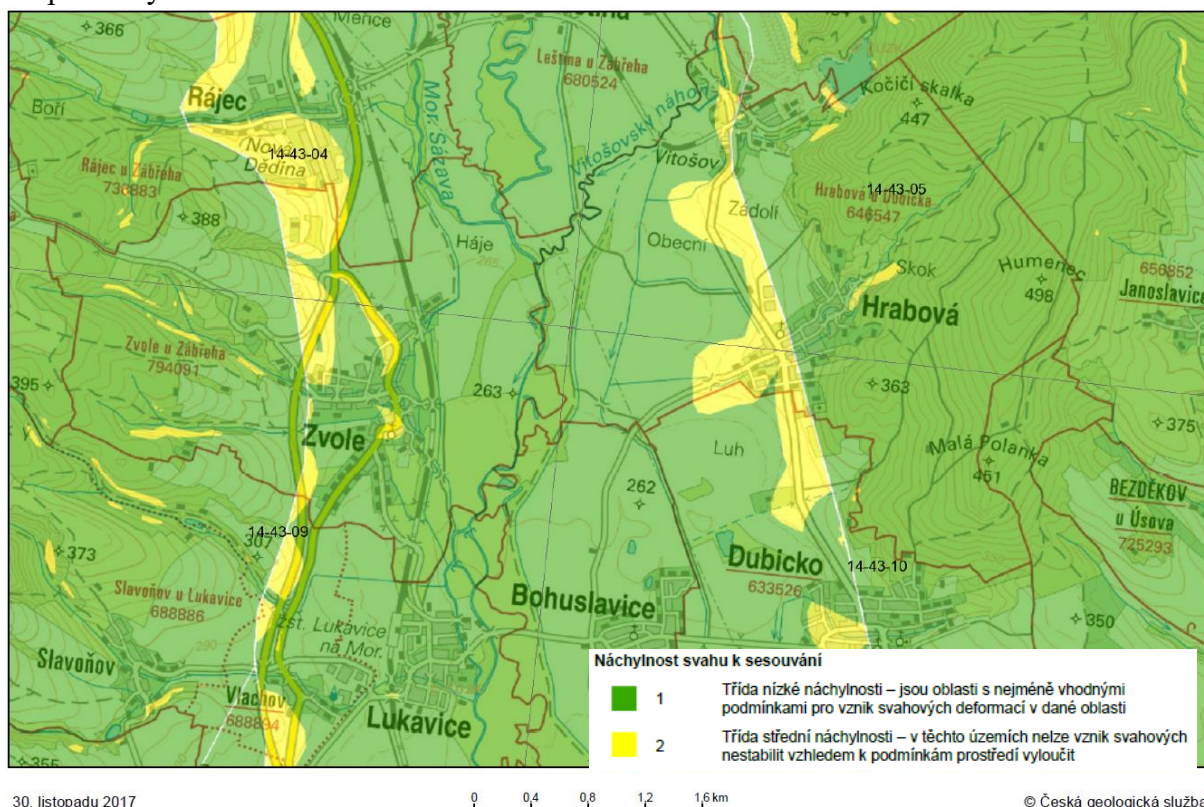 366
Leština u Zábřeha
680524
Kočičí skalka
447
Boří
Rájec
Mor. Sázava
Vitošovský náhon
Vitošov
14-43-04
Nová
Dědina
Rájec u Zábřeha
738883
388
Háje
Zádolí
14-43-05
Hrabová u Dubicka
646547
Obecní
Skok
Humenec
498
656852
Janoslavice
Hrabová
Zvole u Zábřeha
794091
395
263
363
375
Zvole
Luh
Malá Polanka
451
262
BEZDĚKOV
u Úsova
725293
14-43-09
307
373
Dubicko
633526
14-43-10
Slavoňov u Lukavice
688886
Bohuslavice
350
žst. Lukavice
na Mor.
290
Slavoňov
Vlachov
688894
Lukavice
355
Náchylnost svahu k sesouvání
1 Třída nízké náchylnosti – jsou oblasti s nejméně vhodnými
podmínkami pro vznik svahových deformací v dané oblasti
2 Třída střední náchylnosti – v těchto územích nelze vznik svahových
nestabilit vzhledem k podmínkám prostředí vyloučit
30. listopadu 2017
0 0,4 0,8 1,2 1,6 km
© Česká geologická služba